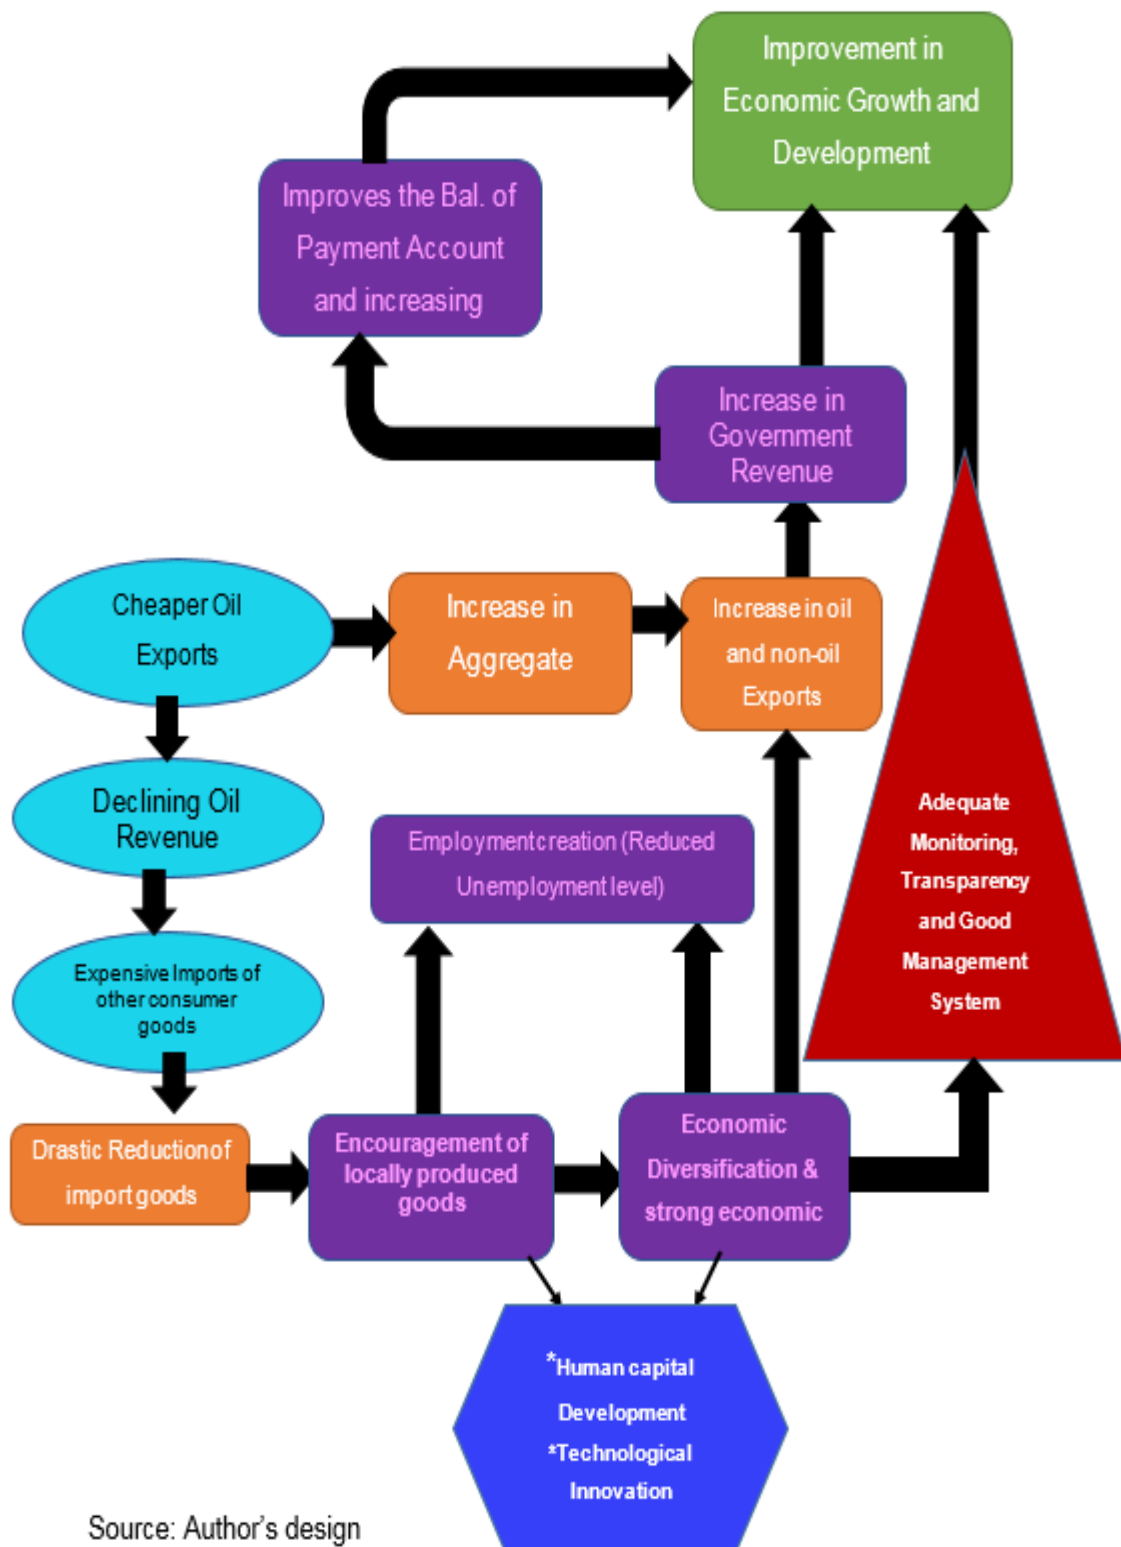 Improvement in
Economic Growth and
Development
Improves the Bal. of
Payment Account
and increasing
Increase in
Government
Revenue
Cheaper Oil
Exports
Increase in
Aggregate
Increase in oil
and non-oil
Exports
Declining Oil
Revenue
Employment creation (Reduced
Unemployment level)
Adequate
Monitoring,
Transparency
and Good
Management
System
Expensive Imports of
other consumer
goods
Drastic Reduction of
import goods
Encouragement of
locally produced
goods
Economic
Diversification &
strong economic
*Human capital
Development
*Technological
Innovation
Source: Author's design